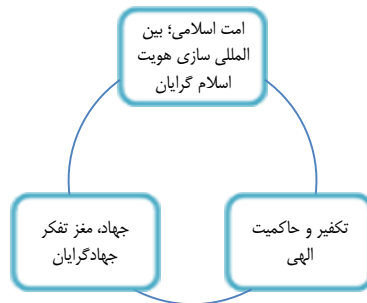 امت اسلامی؛ بین
المللی سازی هویت
اسلام گرایان
تکفیر و حاکمیت
الهی
جهاد، مغز تفکر
جهادگرایان